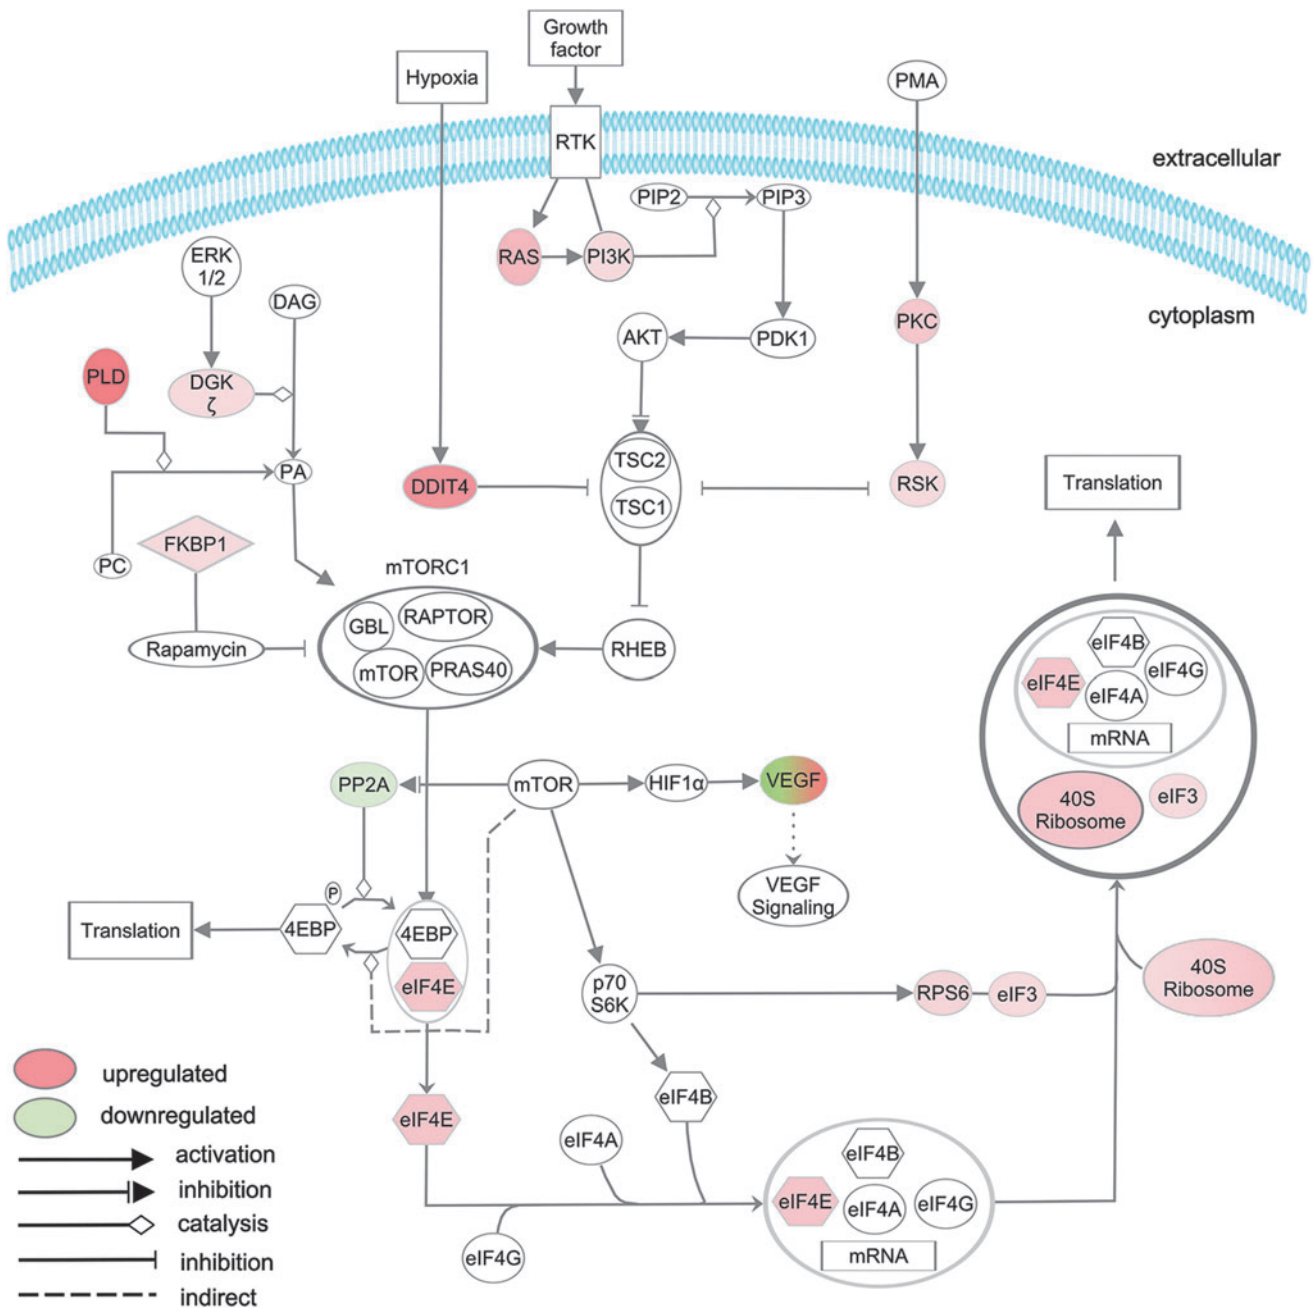 Growth
factor
Hypoxia
PMA
RTK
extracellular
PIP2
PIP3
ERK
1/2
RAS
PI3K
DAG
PKC
cytoplasm
AKT
PDK1
PLD
DGK
ζ
TSC2
PA
DDIT4
RSK
Translation
TSC1
FKBP1
PC
mTORC1
RAPTOR
GBL
Rapamycin
RHEB
mTOR
PRAS40
eIF4B
eIF4G
eIF4E
eIF4A
mRNA
PP2A
mTOR
HIF1α
VEGF
40S
Ribosome
eIF3
P
VEGF
Signaling
Translation
4EBP
4EBP
eIF4E
p70
S6K
RPS6
eIF3
40S
Ribosome
upregulated
downregulated
eIF4E
eIF4B
eIF4A
activation
inhibition
catalysis
inhibition
indirect
eIF4G
eIF4B
eIF4E
eIF4A
eIF4G
mRNA